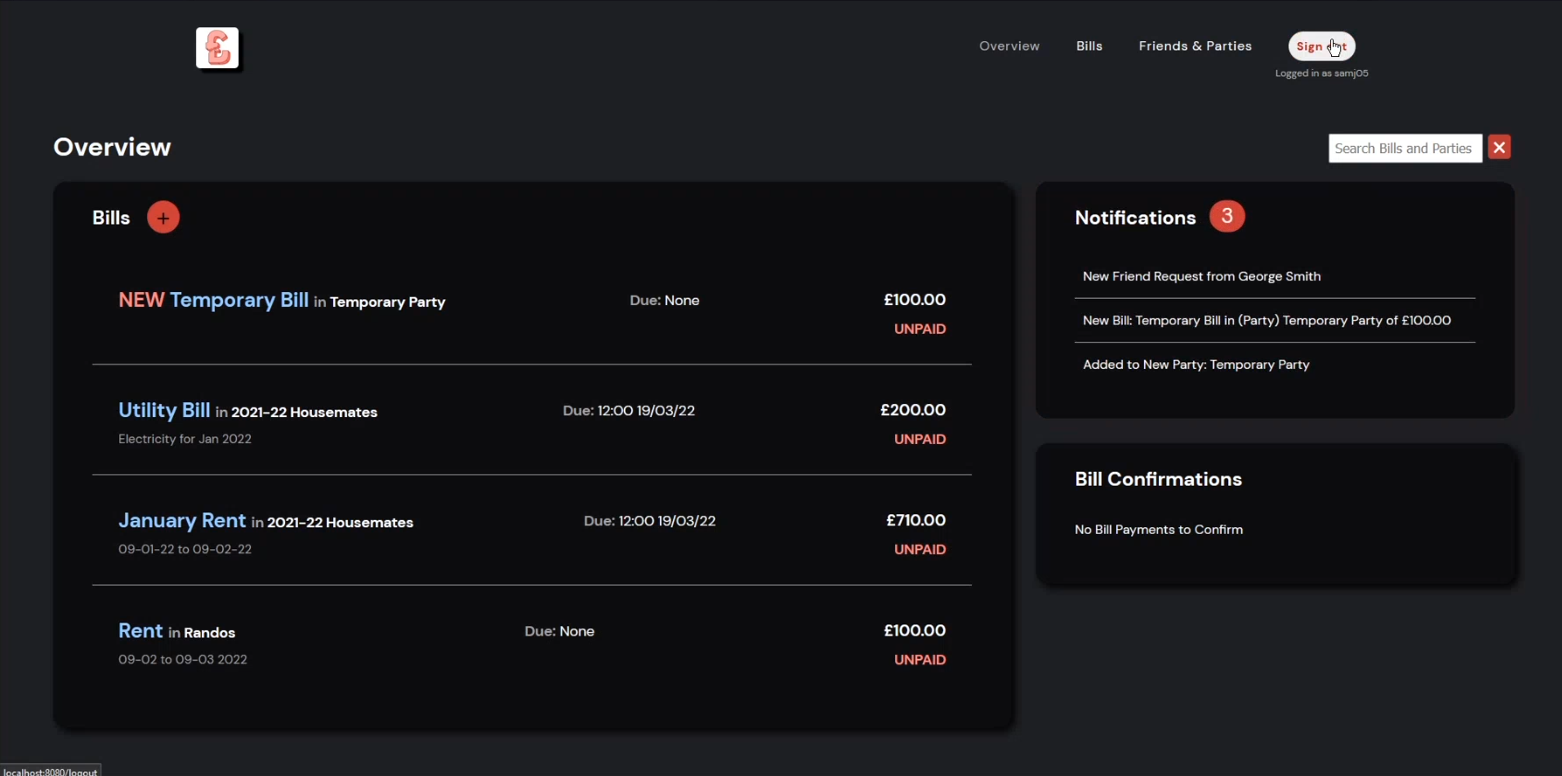 £
Overview Bills Friends & Parties Sign out
Logged in as samj05
Overview
Search Bills and Parties
Bills +
NEW Temporary Bill in Temporary Party Due: None £100.00
UNPAID
Utility Bill in 2021-22 Housemates Due: 12:00 19/03/22 £200.00
Electricity for Jan 2022 UNPAID
January Rent in 2021-22 Housemates Due: 12:00 19/03/22 £710.00
09-01-22 to 09-02-22 UNPAID
Rent in Randos Due: None £100.00
09-02 to 09-03 2022 UNPAID
Notifications 3
New Friend Request from George Smith
New Bill: Temporary Bill in (Party) Temporary Party of £100.00
Added to New Party: Temporary Party
Bill Confirmations
No Bill Payments to Confirm
localhost:8080/logout